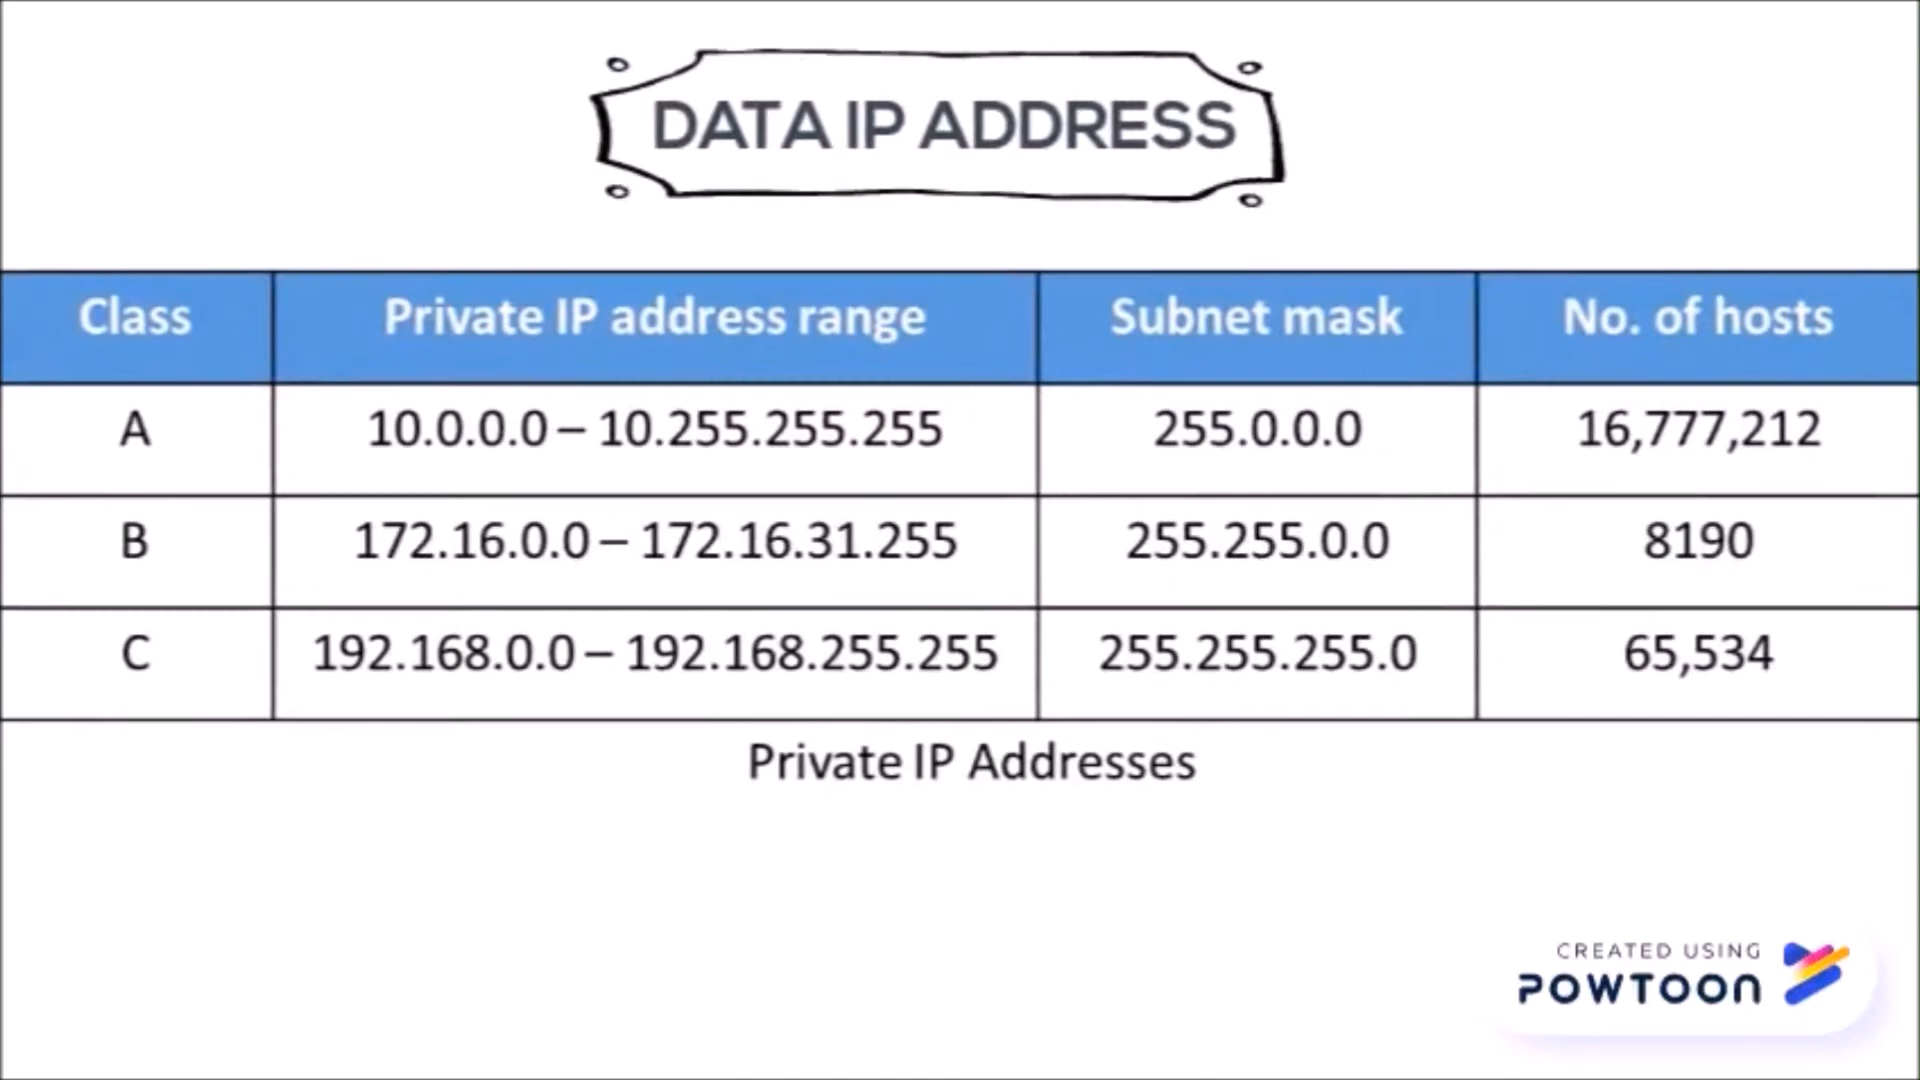 DATA IP ADDRESS
Class Private IP address range Subnet mask No. of hosts
A 10.0.0.0 – 10.255.255.255 255.0.0.0 16,777,212
B 172.16.0.0 – 172.16.31.255 255.255.0.0 8190
C 192.168.0.0 – 192.168.255.255 255.255.255.0 65,534
Private IP Addresses
CREATED USING
POWTOON